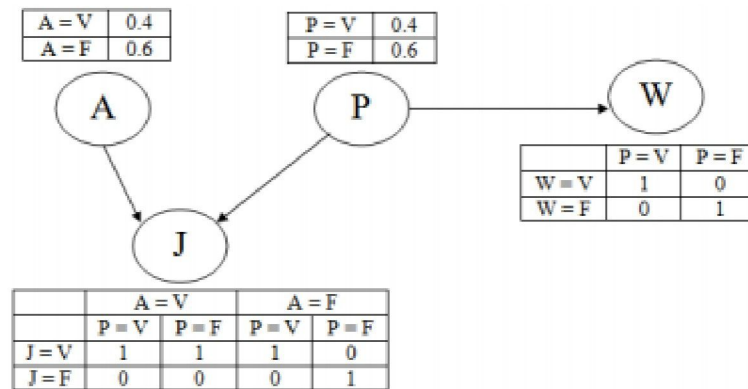 A = V 0.4
A = F 0.6
P = V 0.4
P = F 0.6
A
P
W
P = V P = F
W = V 1 0
W = F 0 1
J
A = V A = F
P = V P = F P = V P = F
J = V 1 1 1 0
J = F 0 0 0 1